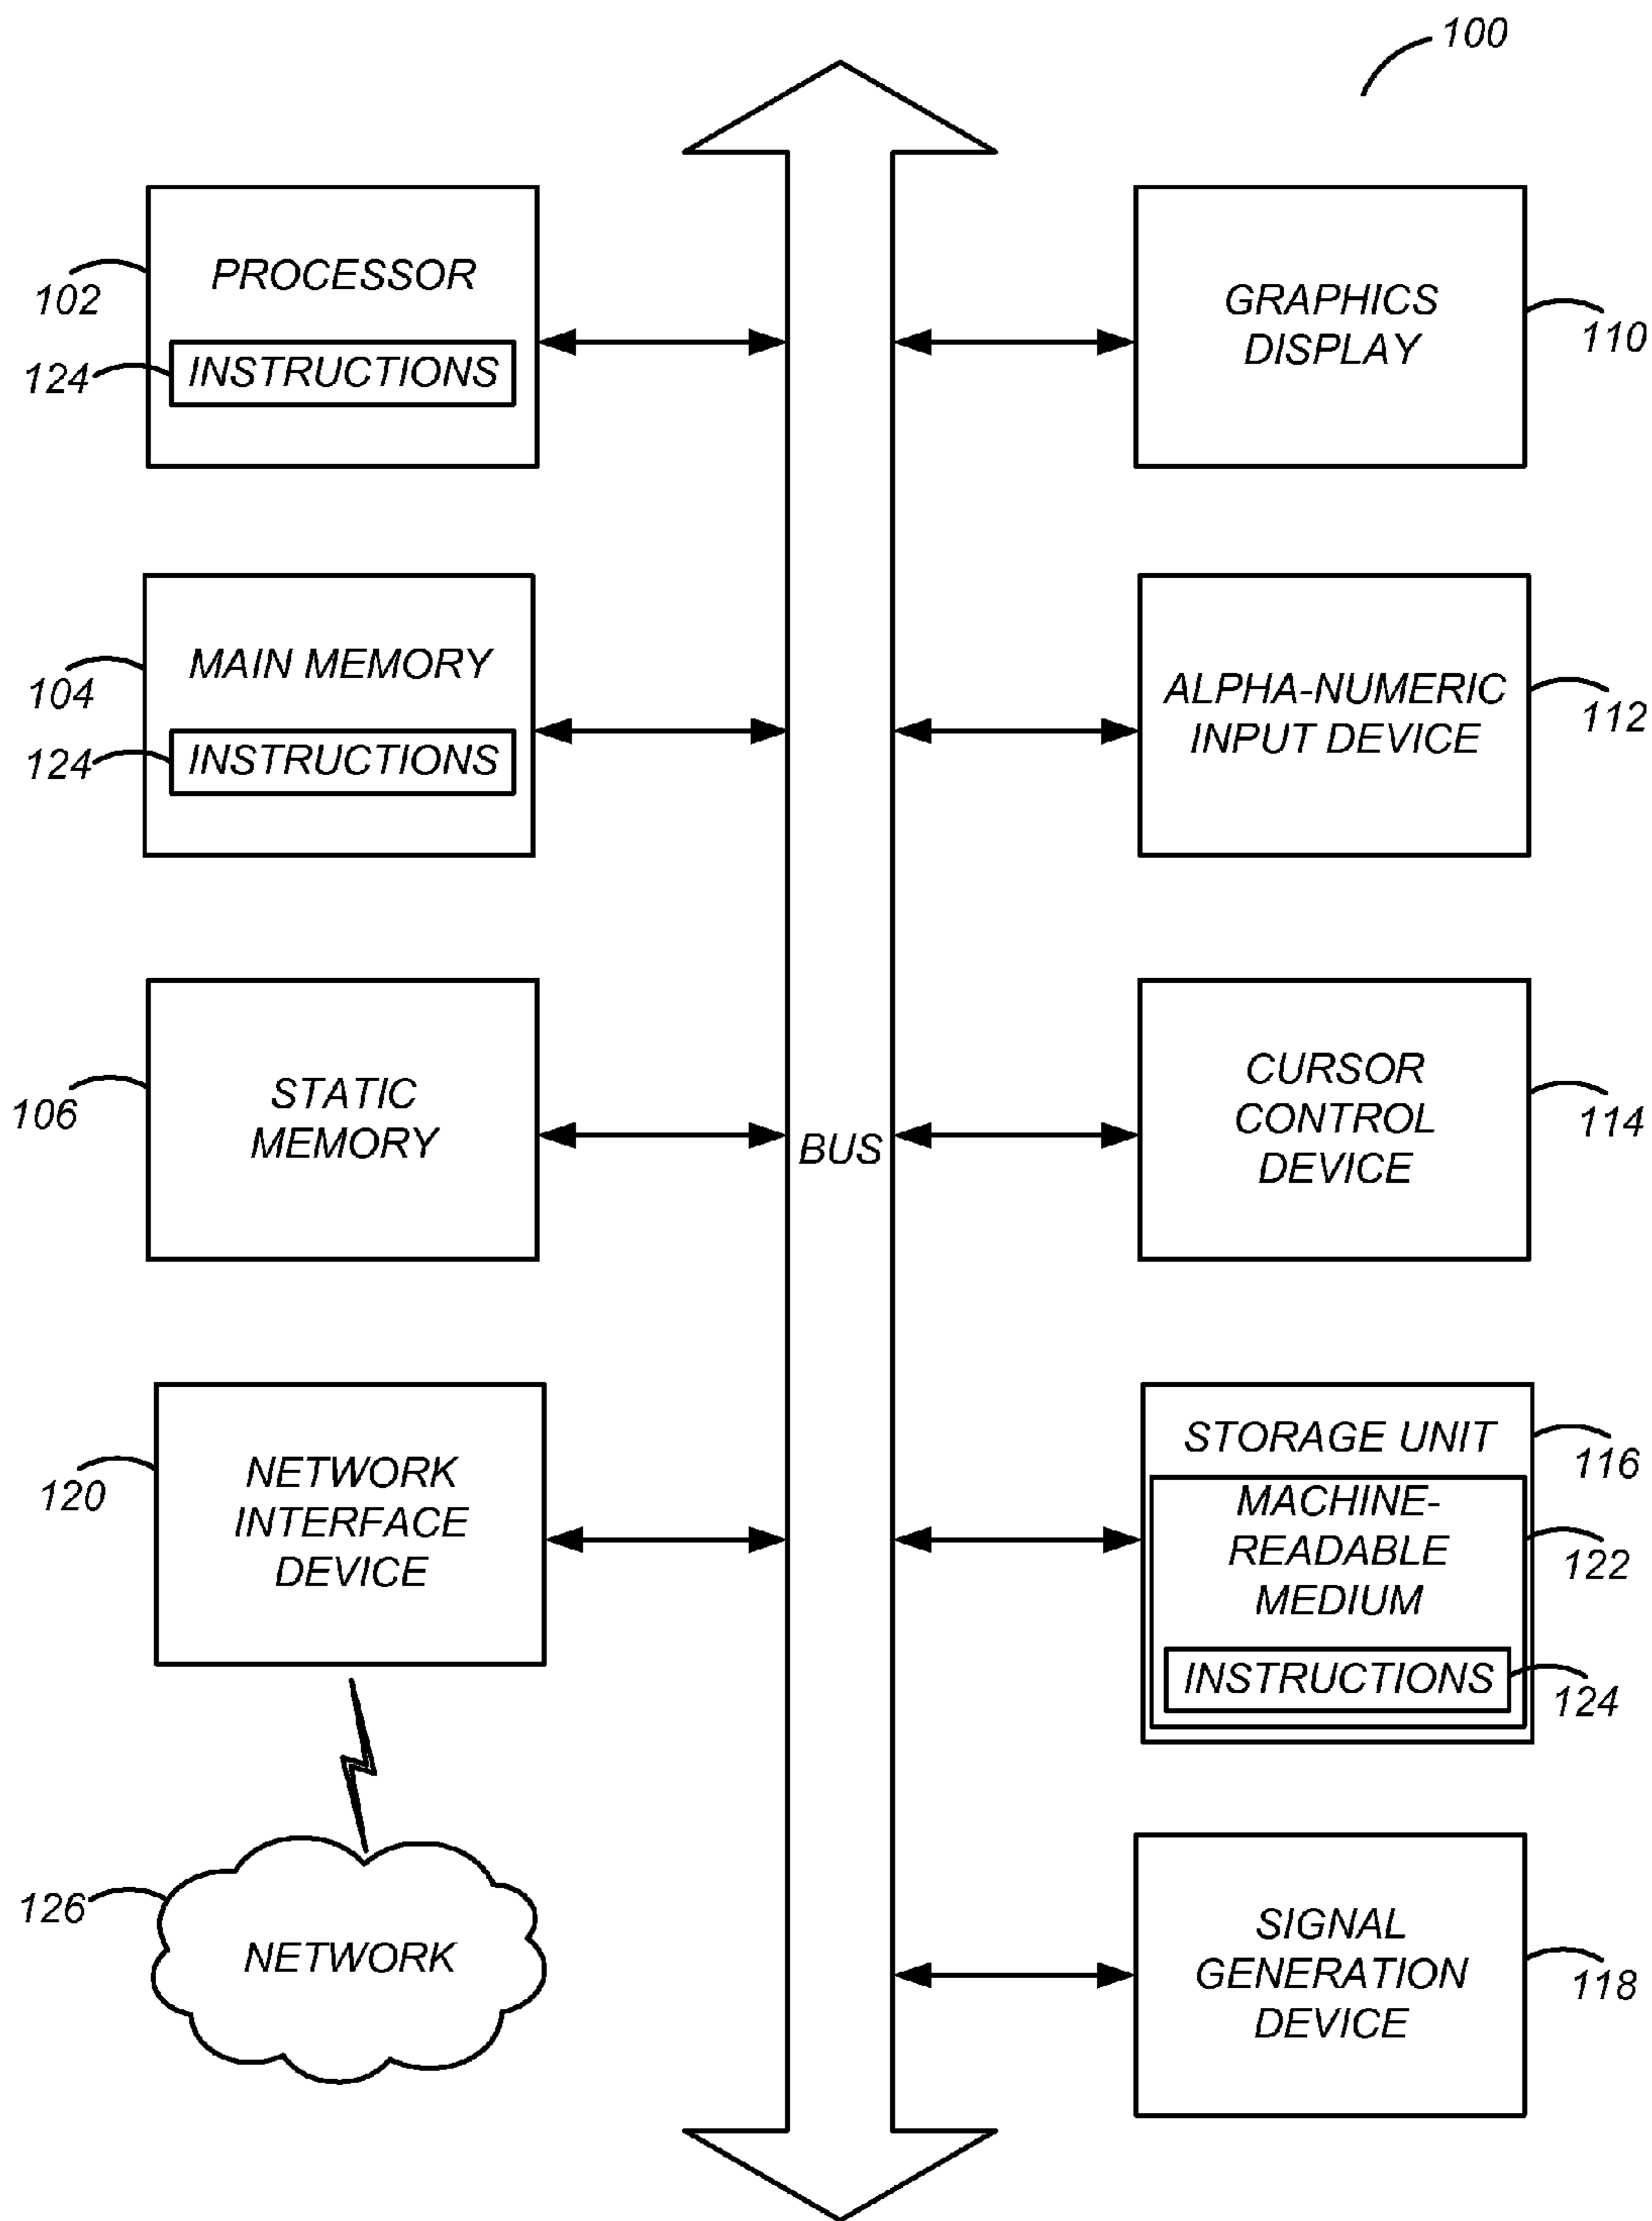 100
PROCESSOR
102
124
INSTRUCTIONS
MAIN MEMORY
104
124
INSTRUCTIONS
STATIC
MEMORY
106
NETWORK
INTERFACE
DEVICE
120
126
NETWORK
BUS
GRAPHICS
DISPLAY
110
ALPHA-NUMERIC
INPUT DEVICE
112
CURSOR
CONTROL
DEVICE
114
STORAGE UNIT
116
MACHINE-
READABLE
MEDIUM
122
INSTRUCTIONS
124
SIGNAL
GENERATION
DEVICE
118